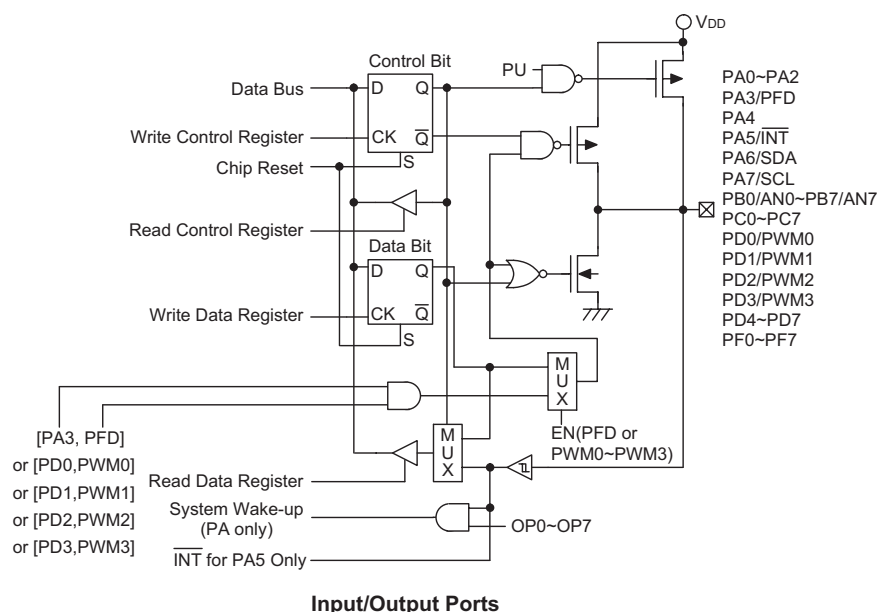 VDD
Control Bit
PU
Data Bus
D Q
Write Control Register
CK Q̅
Chip Reset
S
Read Control Register
Data Bit
D Q
Write Data Register
CK Q̅
S
PA0~PA2
PA3/PFD
PA4
PA5/I̅N̅T̅
PA6/SDA
PA7/SCL
PB0/AN0~PB7/AN7
PC0~PC7
PD0/PWM0
PD1/PWM1
PD2/PWM2
PD3/PWM3
PD4~PD7
PF0~PF7
M
U
X
[PA3, PFD]
or [PD0,PWM0]
or [PD1,PWM1]
or [PD2,PWM2]
or [PD3,PWM3]
M
U
X
EN(PFD or
PWM0~PWM3)
Read Data Register
System Wake-up
(PA only)
OP0~OP7
I̅N̅T̅ for PA5 Only
Input/Output Ports